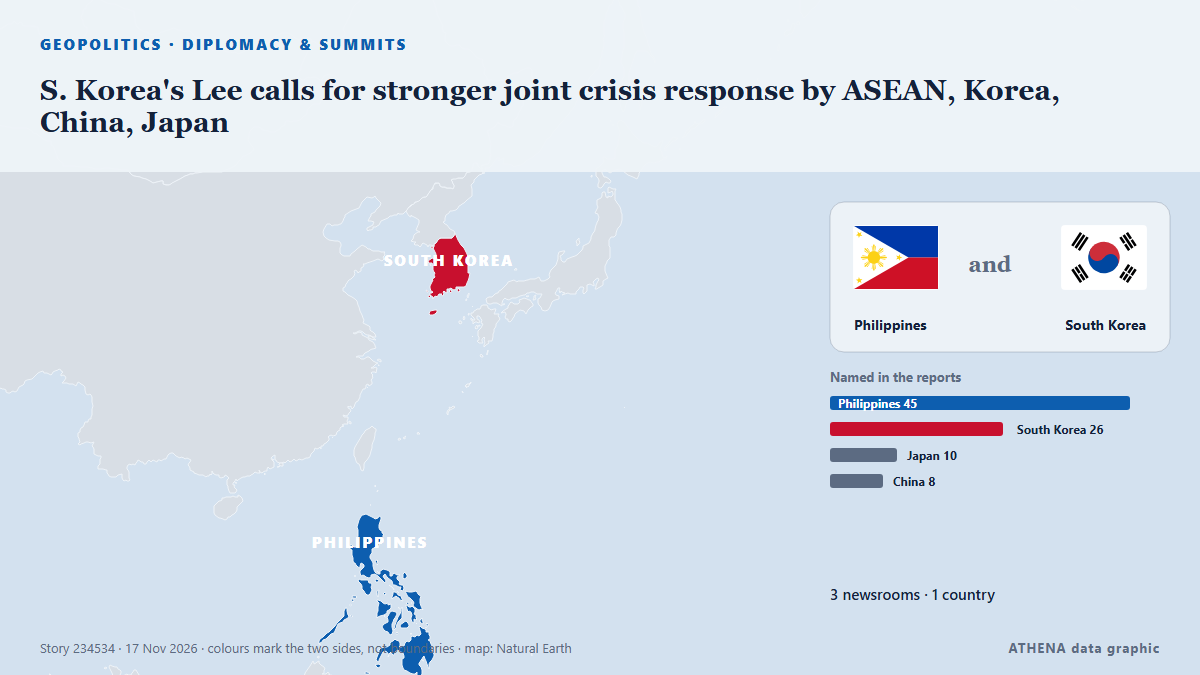 GEOPOLITICS · DIPLOMACY & SUMMITS
S. Korea's Lee calls for stronger joint crisis response by ASEAN, Korea,
China, Japan
SOUTH KOREA
PHILIPPINES
and
Philippines
South Korea
Named in the reports
Philippines 45
South Korea 26
Japan 10
China 8
3 newsrooms · 1 country
Story 234534 · 17 Nov 2026 · colours mark the two sides, not boundaries · map: Natural Earth
ATHENA data graphic